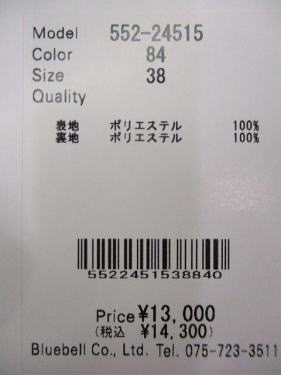 Model 552-24515
Color 84
Size 38
Quality
表地 ポリエステル 100%
裏地 ポリエステル 100%
5522451538840
Price ¥13,000
(税込 ¥14,300)
Bluebell Co., Ltd. Tel. 075-723-3511